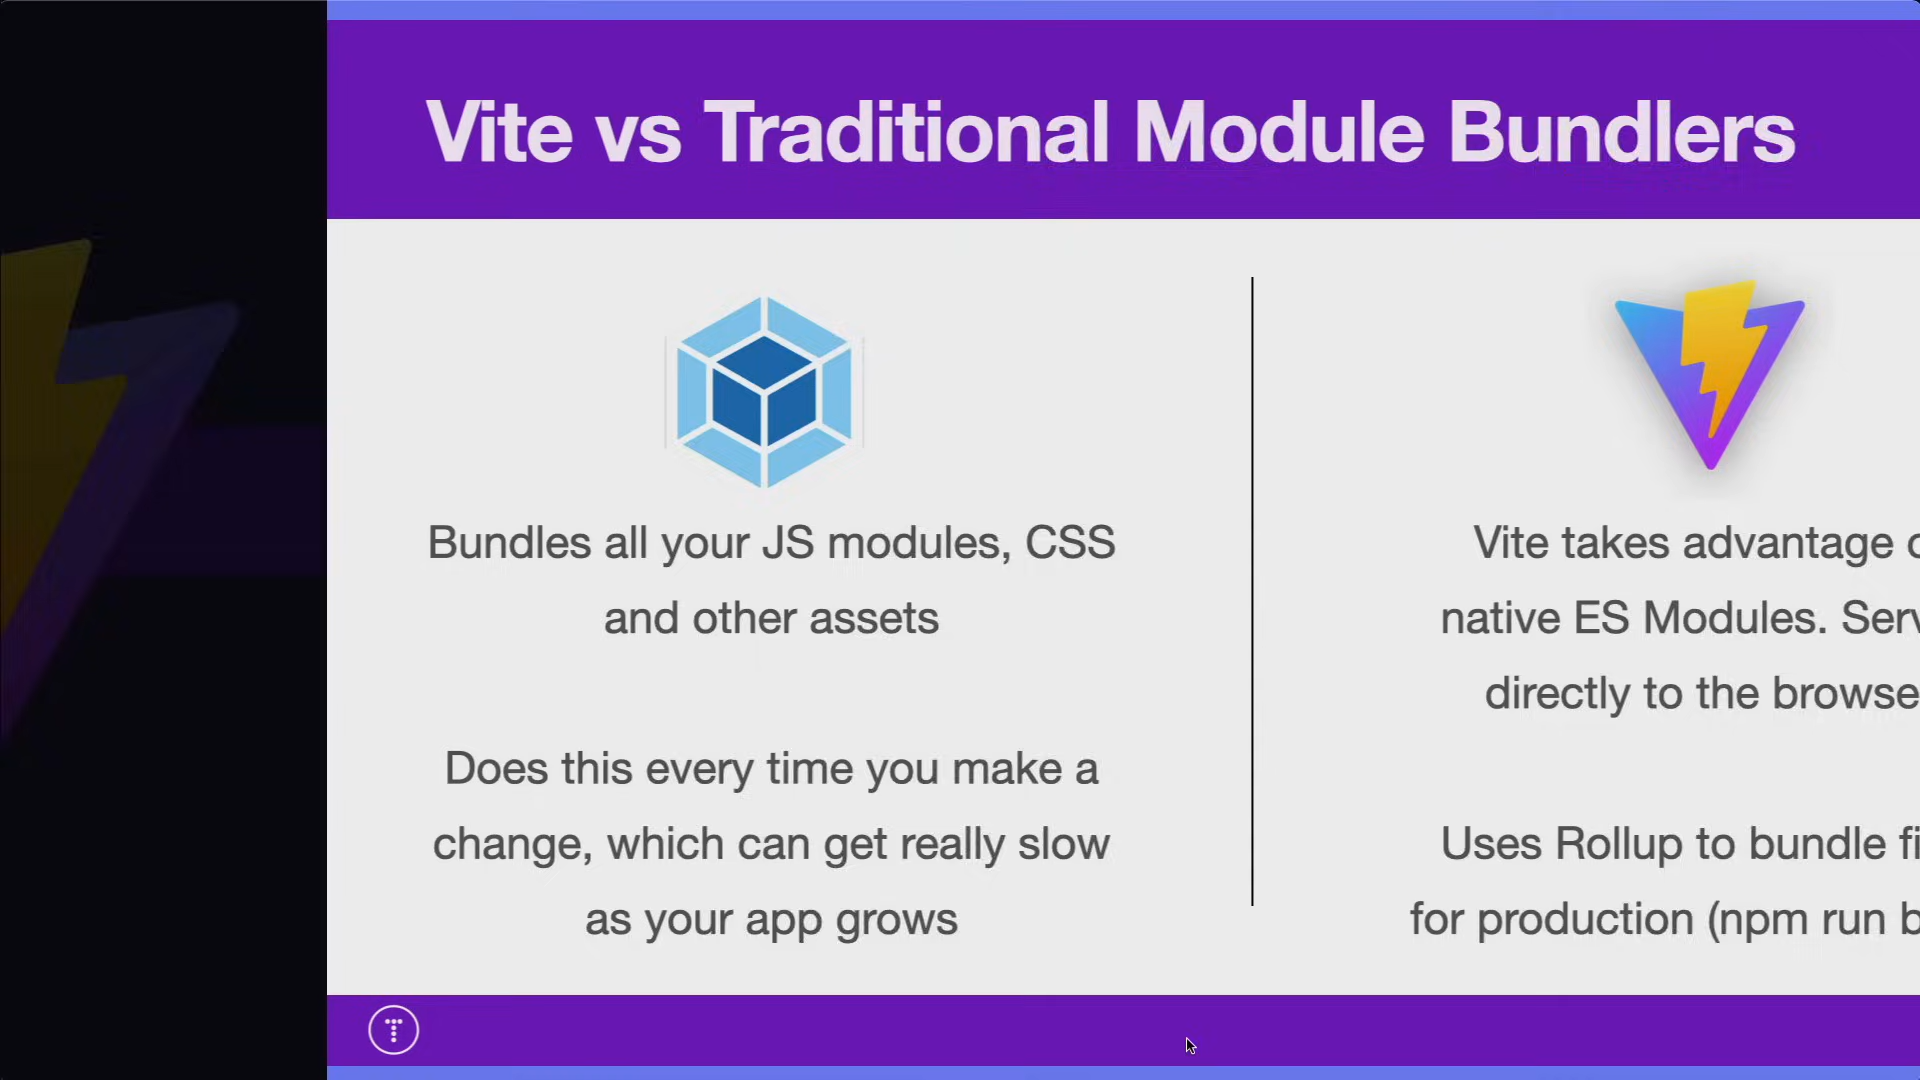 Vite vs Traditional Module Bundlers
Bundles all your JS modules, CSS
and other assets
Does this every time you make a
change, which can get really slow
as your app grows
Vite takes advantage
native ES Modules.
directly to the
Uses Rollup to bundle
for production (npm run
T